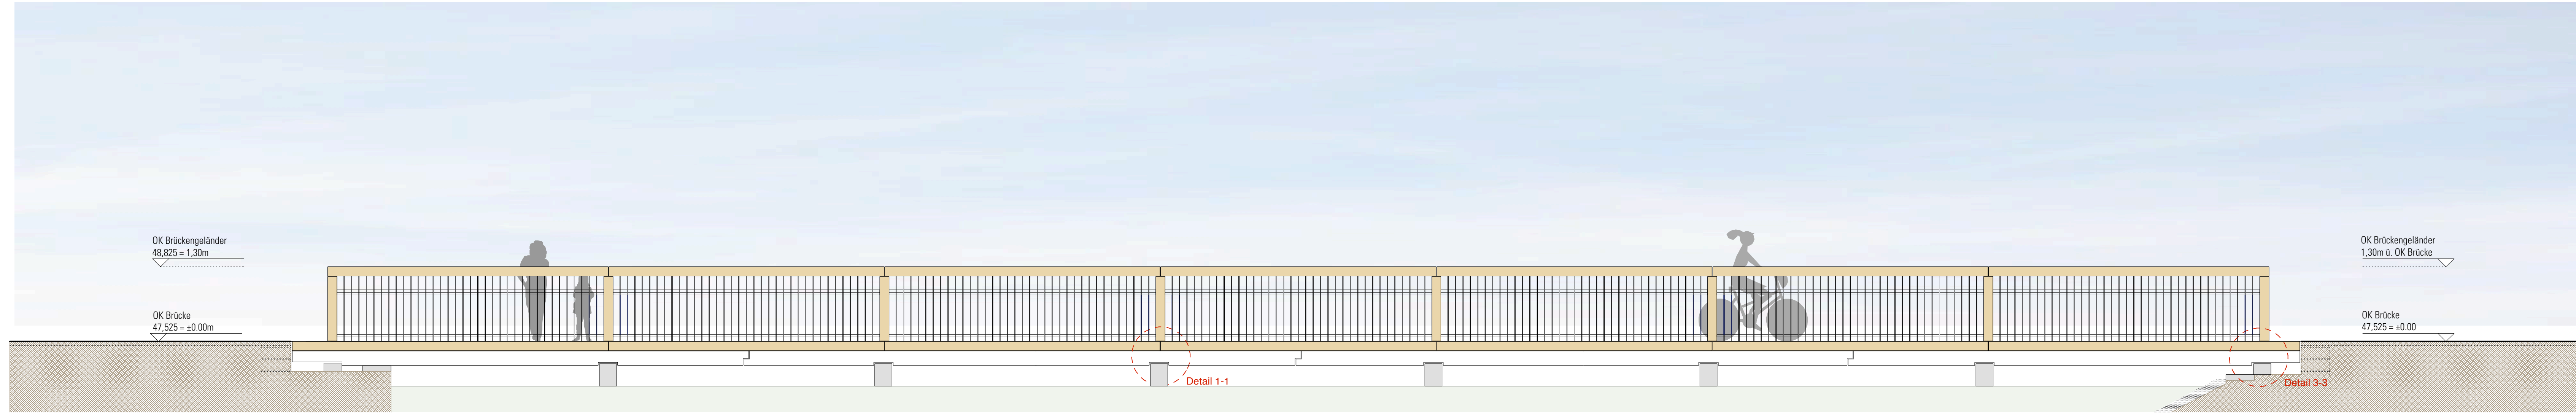 OK Brückengeländer
48,825 = 1,30m
OK Brücke
47,525 = ±0.00m
Detail 1-1
OK Brückengeländer
1,30m ü. OK Brücke
OK Brücke
47,525 = ±0.00
Detail 3-3